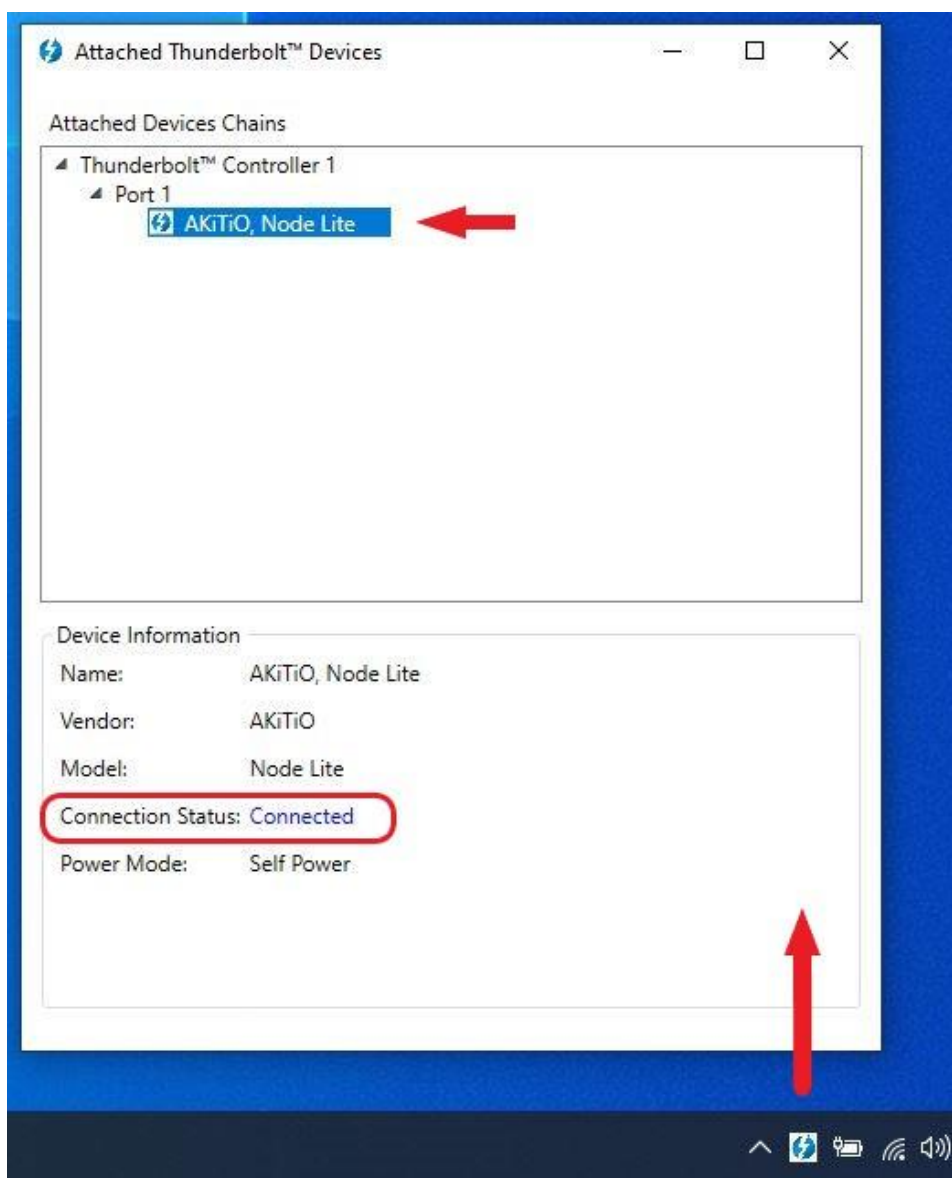 Attached Thunderbolt™ Devices
Attached Devices Chains
Thunderbolt™ Controller 1
Port 1
AKiTiO, Node Lite
Device Information
Name: AKiTiO, Node Lite
Vendor: AKiTiO
Model: Node Lite
Connection Status: Connected
Power Mode: Self Power